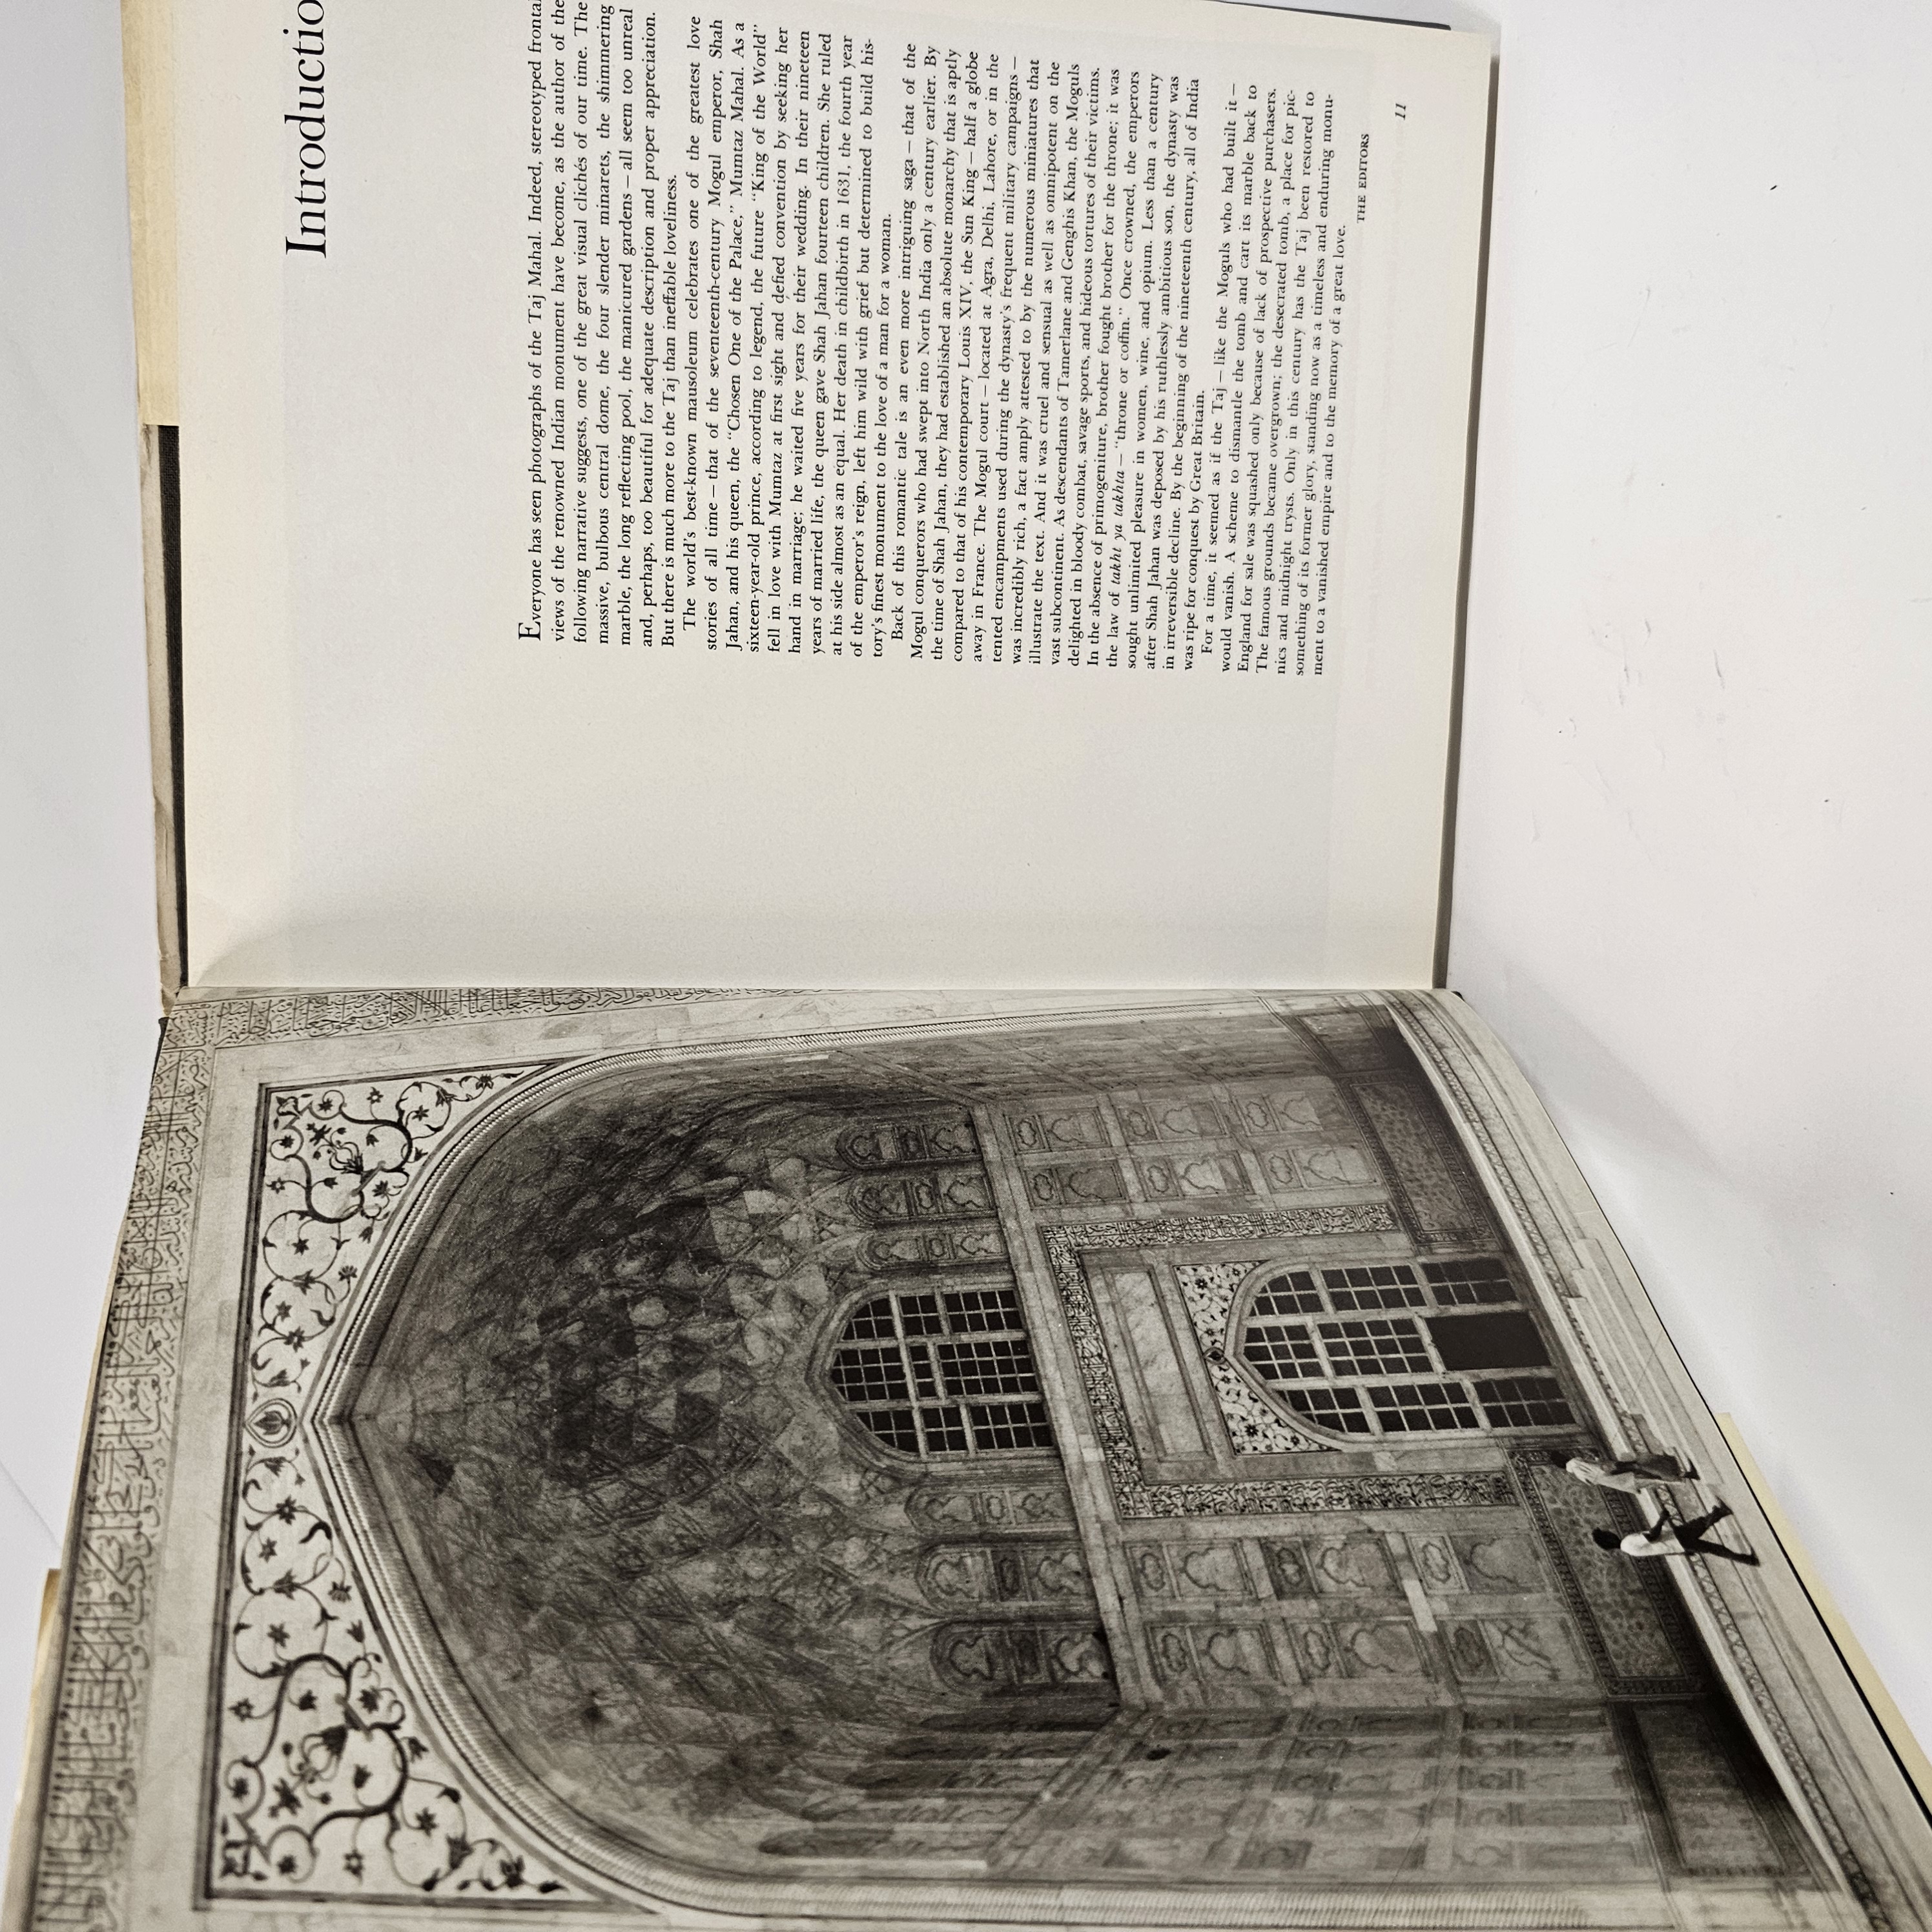 Introductio
Everyone has seen photographs of the Taj Mahal. Indeed, stereotyped frontal
views of the renowned Indian monument have become, as the author of the
following narrative suggests, one of the great visual clichés of our time. The
massive, bulbous central dome, the four slender minarets, the shimmering
marble, the long reflecting pool, the manicured gardens — all seem too unreal
and, perhaps, too beautiful for adequate description and proper appreciation.
But there is much more to the Taj than ineffable loveliness.
The world's best-known mausoleum celebrates one of the greatest love
stories of all time — that of the seventeenth-century Mogul emperor, Shah
Jahan, and his queen, the "Chosen One of the Palace," Mumtaz Mahal. As a
sixteen-year-old prince, according to legend, the future "King of the World"
fell in love with Mumtaz at first sight and defied convention by seeking her
hand in marriage; he waited five years for their wedding. In their nineteen
years of married life, the queen gave Shah Jahan fourteen children. She ruled
at his side almost as an equal. Her death in childbirth in 1631, the fourth year
of the emperor's reign, left him wild with grief but determined to build his-
tory's finest monument to the love of a man for a woman.
Back of this romantic tale is an even more intriguing saga — that of the
Mogul conquerors who had swept into North India only a century earlier. By
the time of Shah Jahan, they had established an absolute monarchy that is aptly
compared to that of his contemporary Louis XIV, the Sun King — half a globe
away in France. The Mogul court — located at Agra, Delhi, Lahore, or in the
tented encampments used during the dynasty's frequent military campaigns —
was incredibly rich, a fact amply attested to by the numerous miniatures that
illustrate the text. And it was cruel and sensual as well as omnipotent on the
vast subcontinent. As descendants of Tamerlane and Genghis Khan, the Moguls
delighted in bloody combat, savage sports, and hideous tortures of their victims.
In the absence of primogeniture, brother fought brother for the throne; it was
the law of takht ya takhta — "throne or coffin." Once crowned, the emperors
sought unlimited pleasure in women, wine, and opium. Less than a century
after Shah Jahan was deposed by his ruthlessly ambitious son, the dynasty was
in irreversible decline. By the beginning of the nineteenth century, all of India
was ripe for conquest by Great Britain.
For a time, it seemed as if the Taj — like the Moguls who had built it —
would vanish. A scheme to dismantle the tomb and cart its marble back to
England for sale was squashed only because of lack of prospective purchasers.
The famous grounds became overgrown; the desecrated tomb, a place for pic-
nics and midnight trysts. Only in this century has the Taj been restored to
something of its former glory, standing now as a timeless and enduring monu-
ment to a vanished empire and to the memory of a great love.
THE EDITORS
11